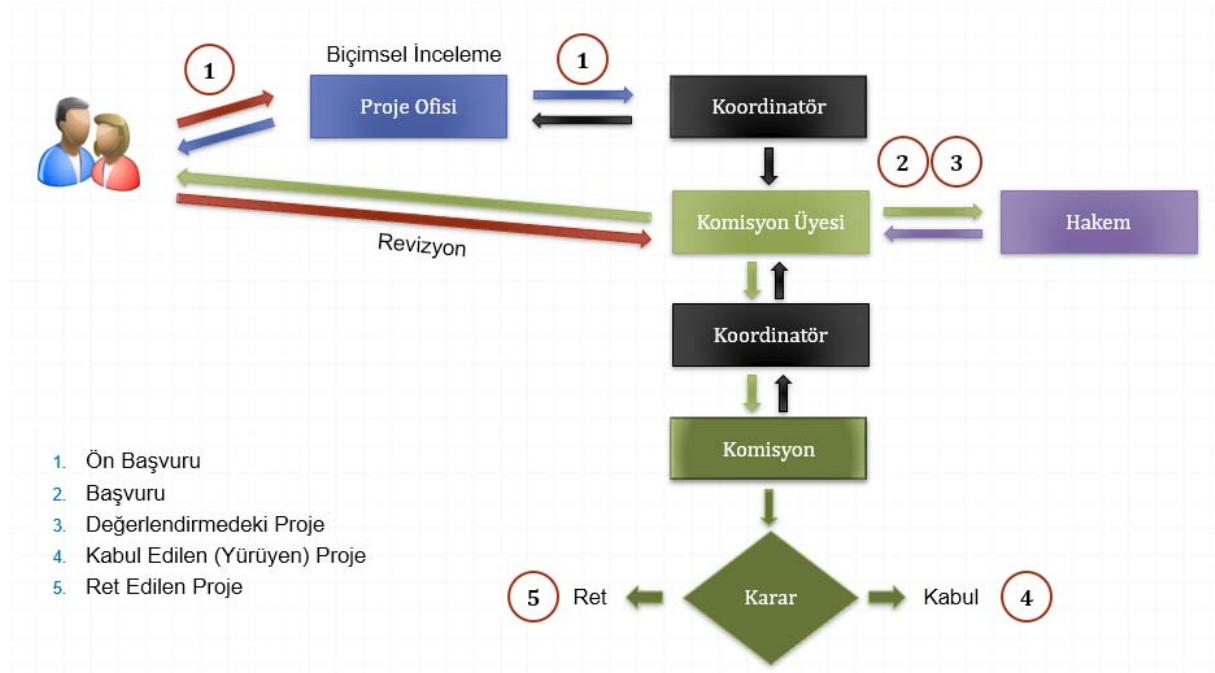 Biçimsel İnceleme
1
1
Proje Ofisi
Koordinatör
2
3
Komisyon Üyesi
Hakem
Revizyon
Koordinatör
Komisyon
1. Ön Başvuru
2. Başvuru
3. Değerlendirmedeki Proje
4. Kabul Edilen (Yürüyen) Proje
5. Ret Edilen Proje
5
Ret
Karar
Kabul
4